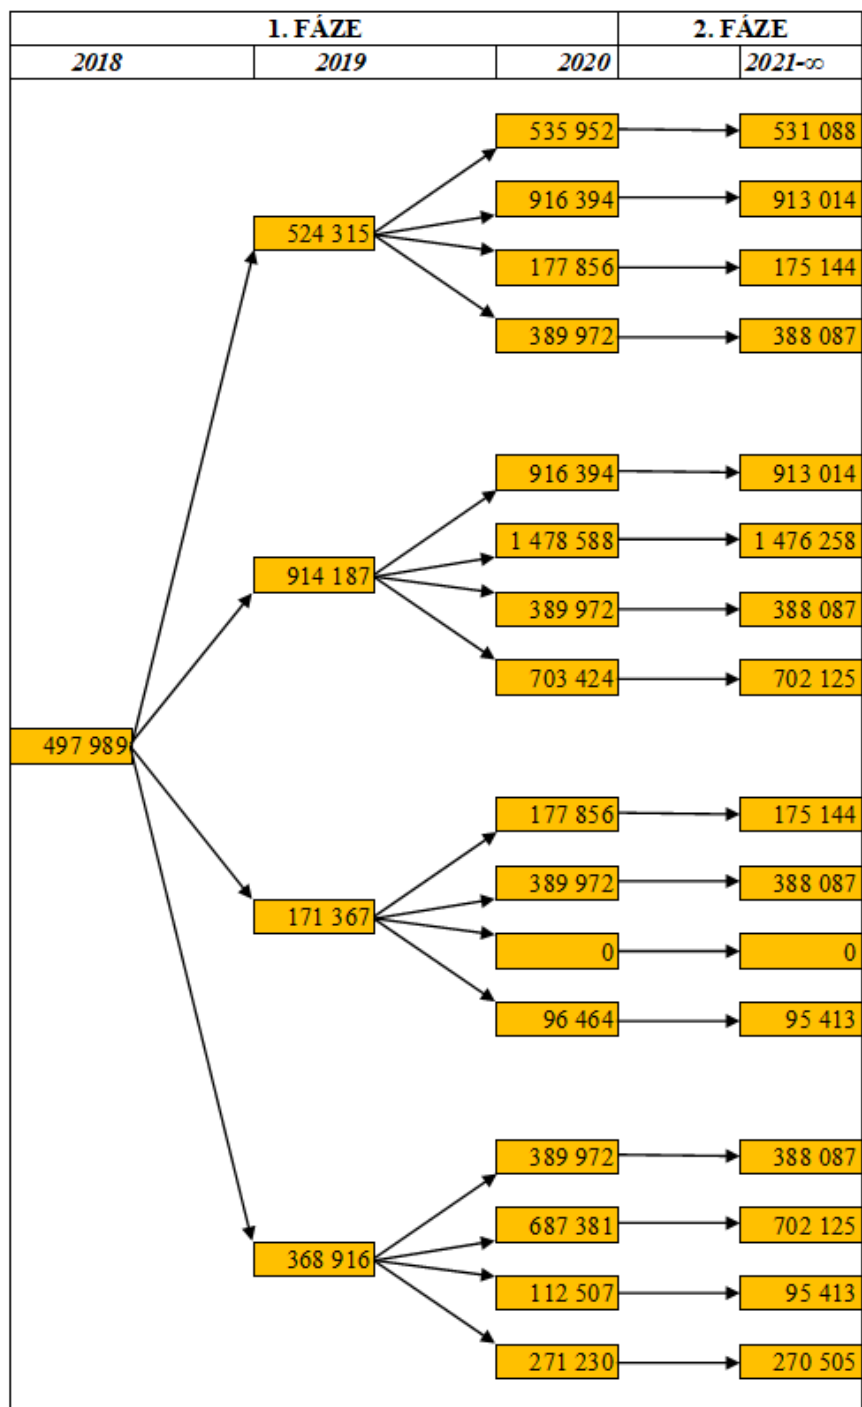 1. FÁZE 2. FÁZE
2018 2019 2020 2021-∞
535 952 531 088
916 394 913 014
524 315
177 856 175 144
389 972 388 087
916 394 913 014
1 478 588 1 476 258
914 187
389 972 388 087
703 424 702 125
497 989
177 856 175 144
389 972 388 087
171 367
0 0
96 464 95 413
389 972 388 087
687 381 702 125
368 916
112 507 95 413
271 230 270 505